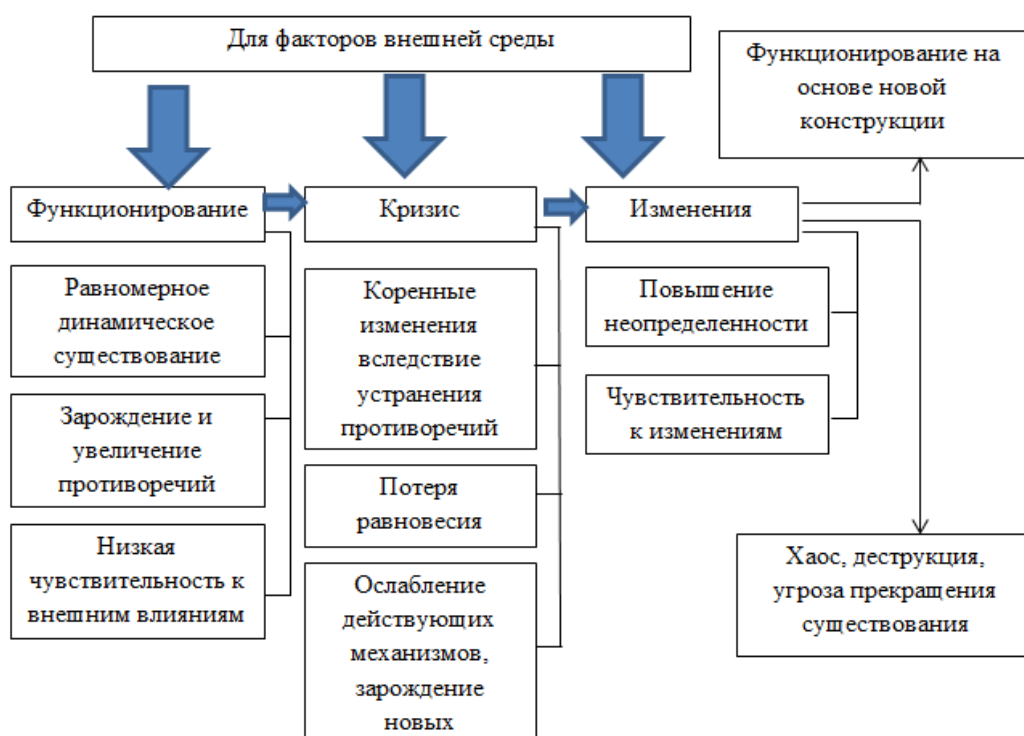 Для факторов внешней среды
Функционирование на
основе новой
конструкции
Функционирование
Кризис
Изменения
Равномерное
динамическое
существование
Зарождение и
увеличение
противоречий
Низкая
чувствительность к
внешним влияниям
Коренные
изменения
вследствие
устранения
противоречий
Потеря
равновесия
Ослабление
действующих
механизмов,
зарождение
новых
Повышение
неопределенности
Чувствительность
к изменениям
Хаос, деструкция,
угроза прекращения
существования